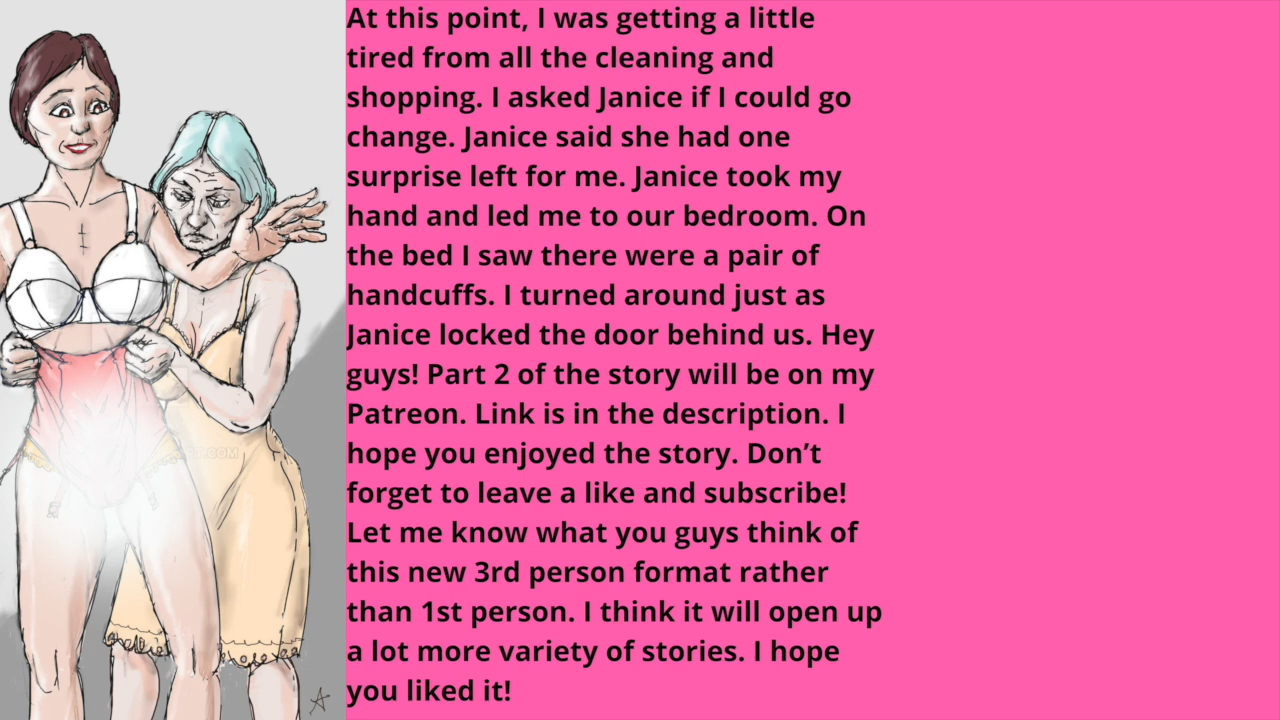 At this point, I was getting a little
tired from all the cleaning and
shopping. I asked Janice if I could go
change. Janice said she had one
surprise left for me. Janice took my
hand and led me to our bedroom. On
the bed I saw there were a pair of
handcuffs. I turned around just as
Janice locked the door behind us. Hey
guys! Part 2 of the story will be on my
Patreon. Link is in the description. I
hope you enjoyed the story. Don’t
forget to leave a like and subscribe!
Let me know what you guys think of
this new 3rd person format rather
than 1st person. I think it will open up
a lot more variety of stories. I hope
you liked it!